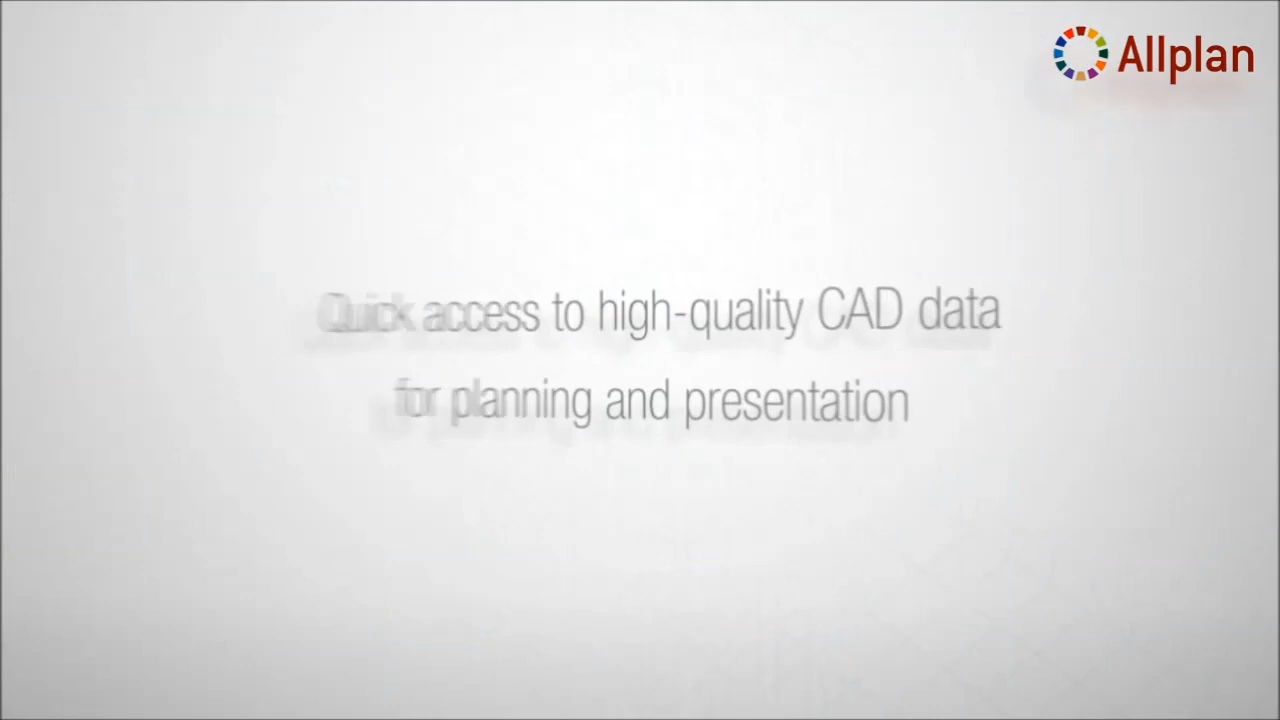 Allplan
Quick access to high-quality CAD data
for planning and presentation